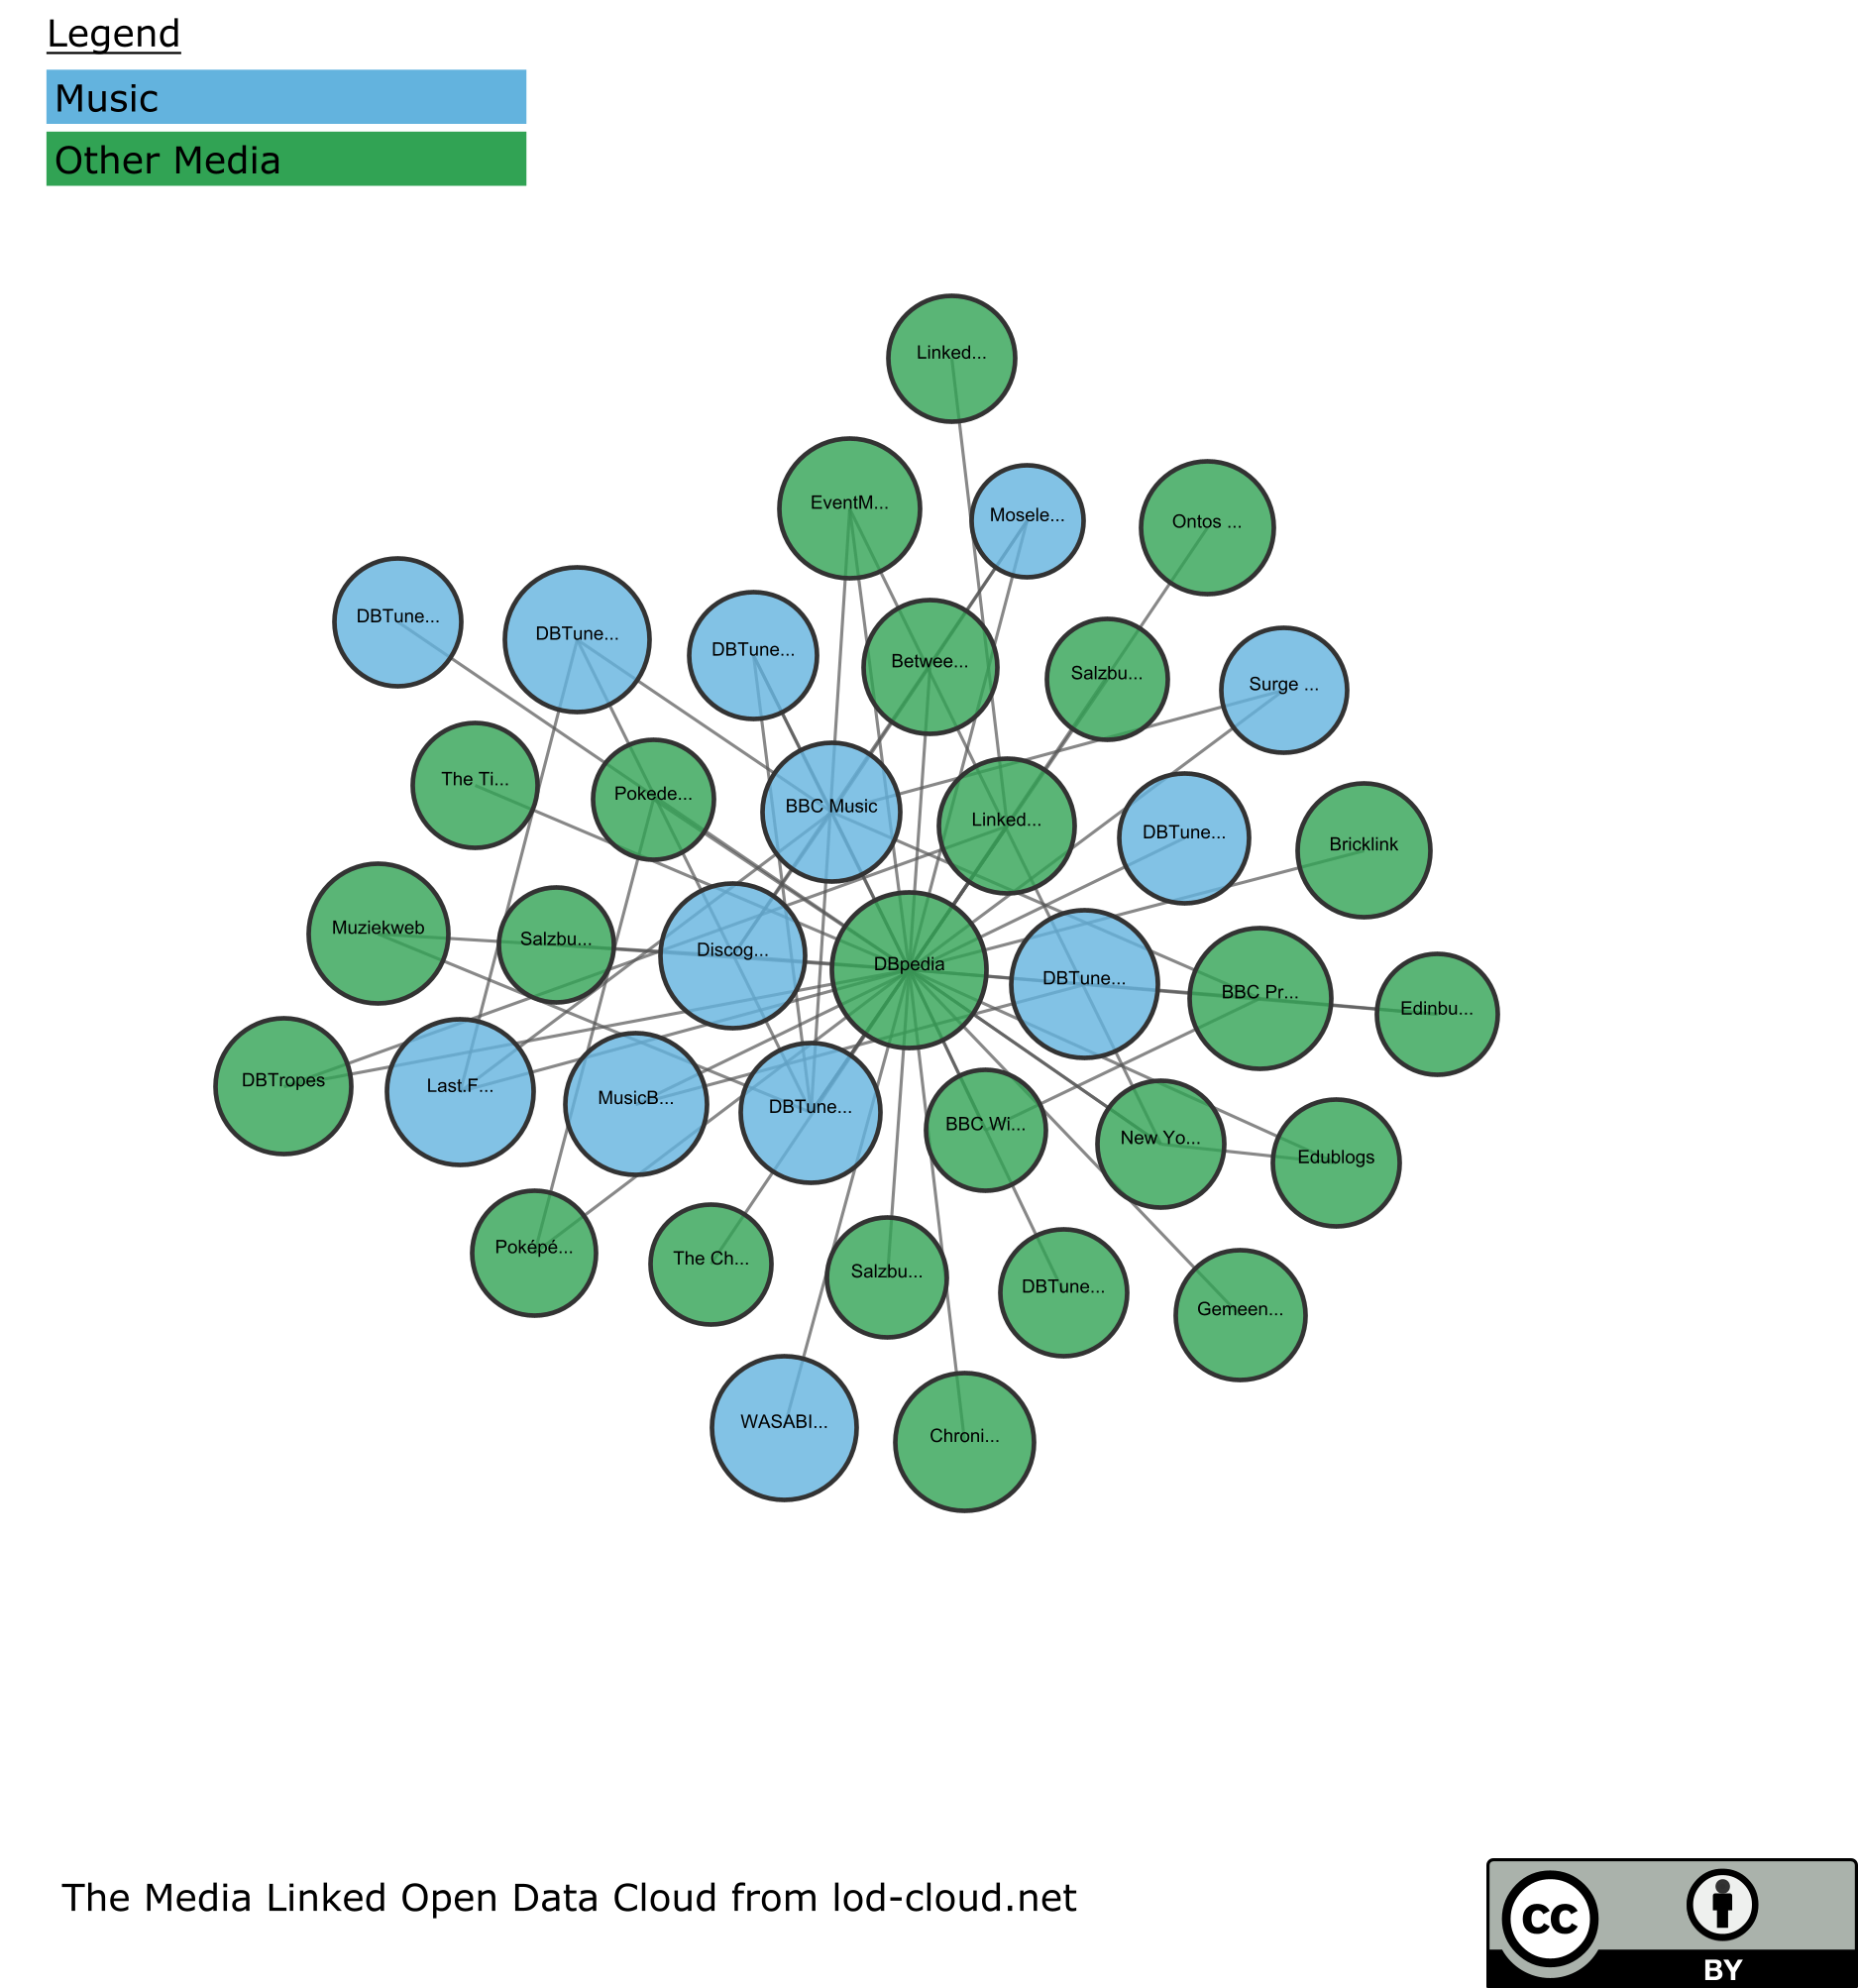 Legend
Music
Other Media
Linked...
EventM...
Mosele...
Ontos ...
DBTune...
DBTune...
DBTune...
Betwee...
Salzbu...
Surge ...
The Ti...
Pokede...
BBC Music
Linked...
DBTune...
Bricklink
Muziekweb
Salzbu...
Discog...
DBpedia
DBTune...
BBC Pr...
Edinbu...
DBTropes
Last.F...
MusicB...
DBTune...
BBC Wi...
New Yo...
Edublogs
Poképé...
The Ch...
Salzbu...
DBTune...
Gemeen...
WASABI...
Chroni...
The Media Linked Open Data Cloud from lod-cloud.net
cc
BY